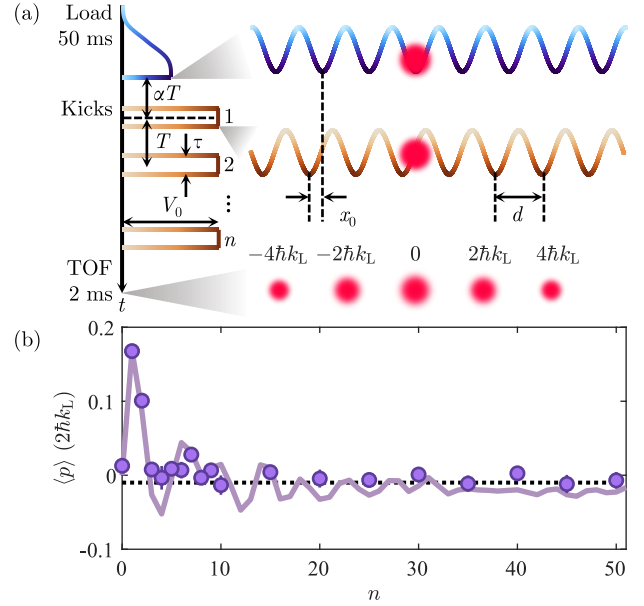 (a)
Load
50 ms
αT
Kicks
1
T
τ
2
V₀
⋮
n
x₀
d
TOF
2 ms
t
−4ℏk_L −2ℏk_L 0 2ℏk_L 4ℏk_L
(b)
0.2
0.1
0
-0.1
⟨p⟩ (2ℏk_L)
0 10 20 30 40 50
n